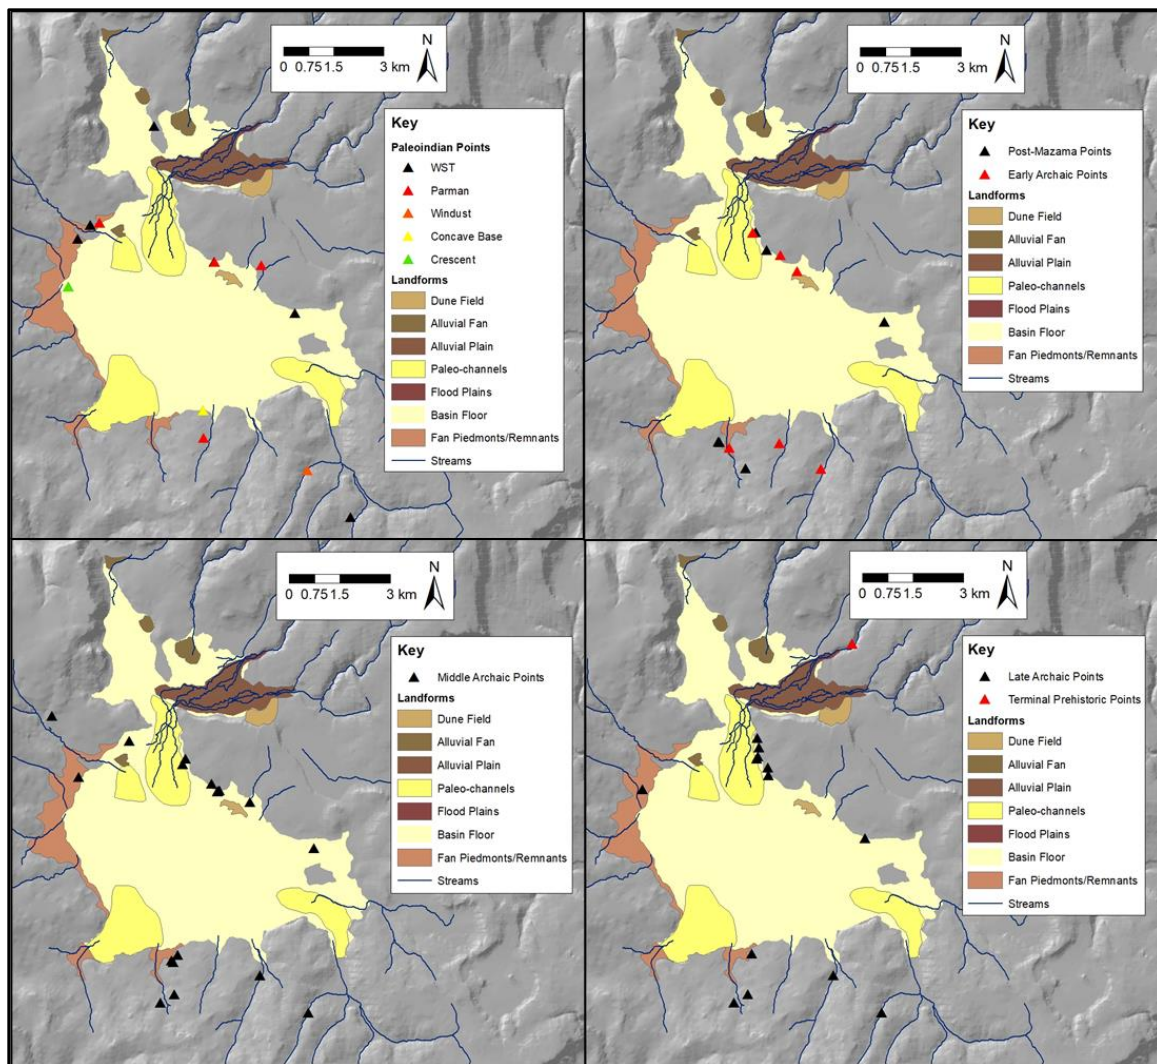 N
0 0.75 1.5 3 km
Key
Paleoindian Points
WST
Parman
Windust
Concave Base
Crescent
Landforms
Dune Field
Alluvial Fan
Alluvial Plain
Paleo-channels
Flood Plains
Basin Floor
Fan Piedmonts/Remnants
Streams
N
0 0.75 1.5 3 km
Key
Post-Mazama Points
Early Archaic Points
Landforms
Dune Field
Alluvial Fan
Alluvial Plain
Paleo-channels
Flood Plains
Basin Floor
Fan Piedmonts/Remnants
Streams
N
0 0.75 1.5 3 km
Key
Middle Archaic Points
Landforms
Dune Field
Alluvial Fan
Alluvial Plain
Paleo-channels
Flood Plains
Basin Floor
Fan Piedmonts/Remnants
Streams
N
0 0.75 1.5 3 km
Key
Late Archaic Points
Terminal Prehistoric Points
Landforms
Dune Field
Alluvial Fan
Alluvial Plain
Paleo-channels
Flood Plains
Basin Floor
Fan Piedmonts/Remnants
Streams